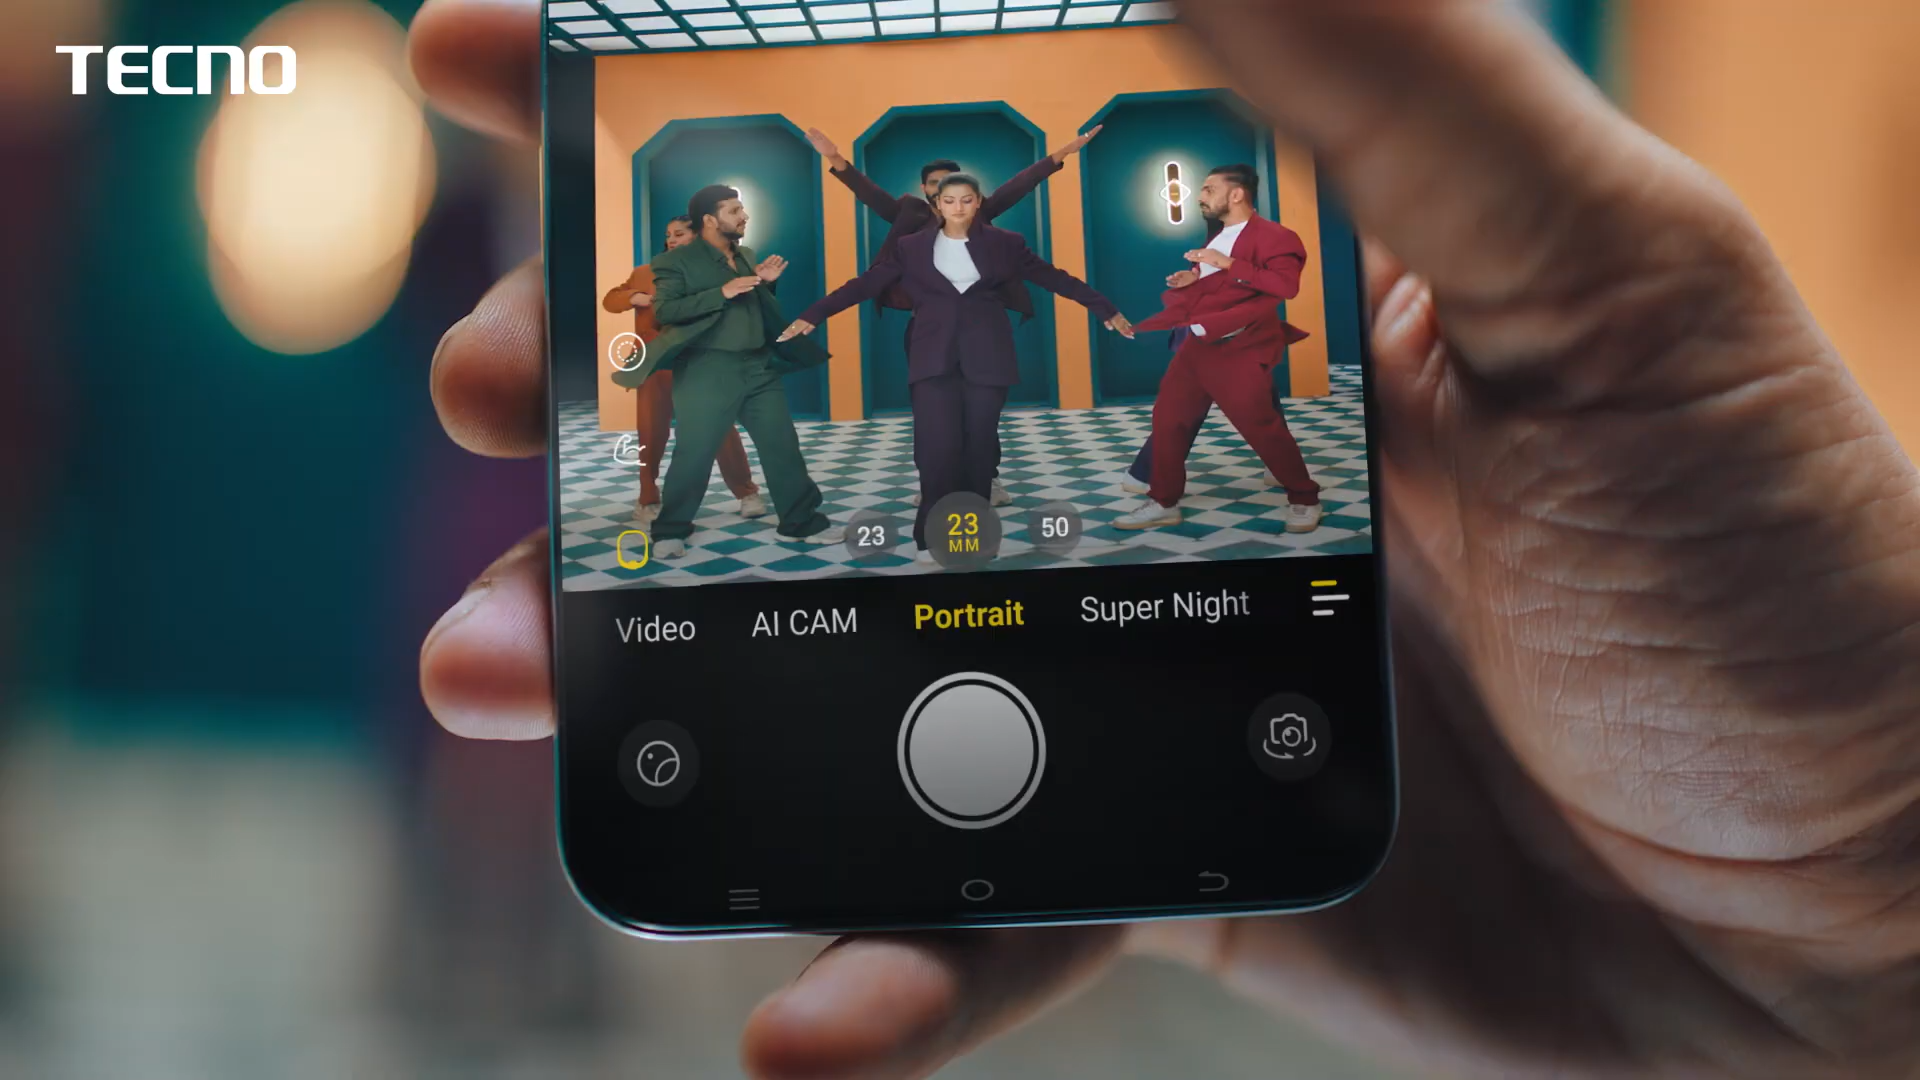 TECNO
23
23
MM
50
Video
AI CAM
Portrait
Super Night